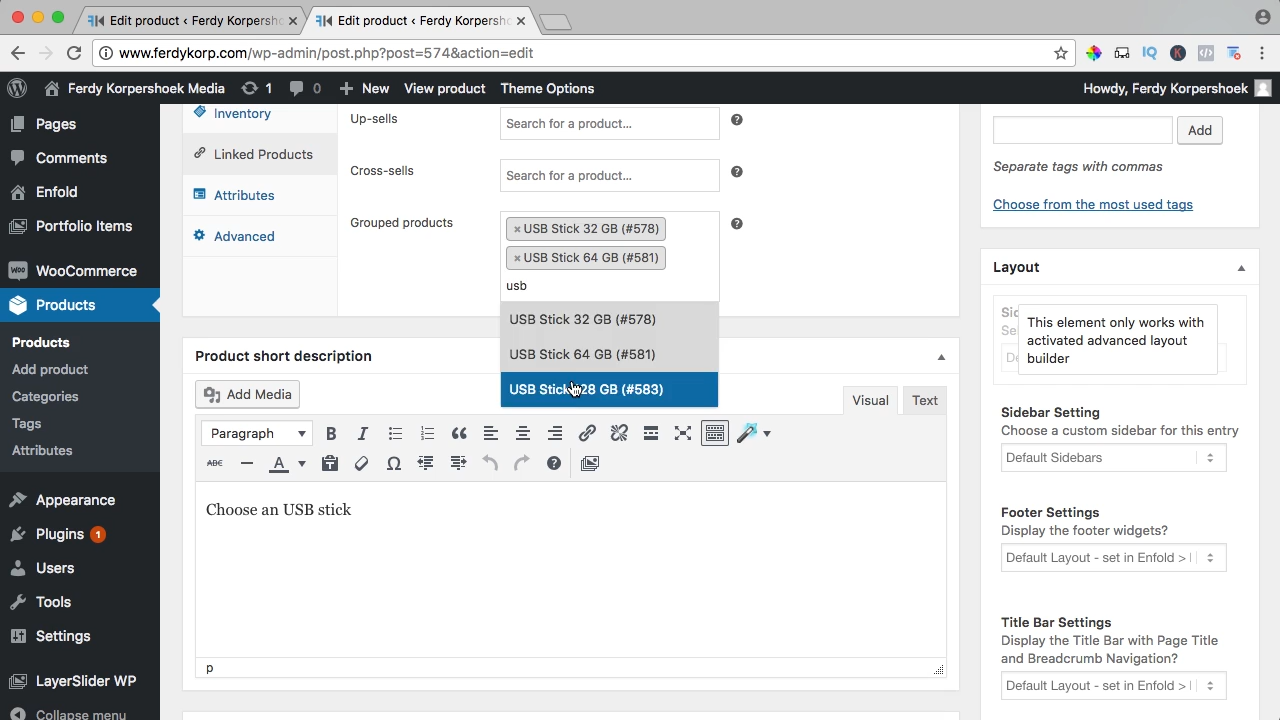 Edit product ‹ Ferdy Korpersho
Edit product ‹ Ferdy Korpersho
www.ferdykorp.com/wp-admin/post.php?post=574&action=edit
Ferdy Korpershoek Media
1
0
New
View product
Theme Options
Howdy, Ferdy Korpershoek
Pages
Comments
Enfold
Portfolio Items
WooCommerce
Products
Products
Add product
Categories
Tags
Attributes
Appearance
Plugins 1
Users
Tools
Settings
LayerSlider WP
Collapse menu
Inventory
Linked Products
Attributes
Advanced
Up-sells
Search for a product...
Cross-sells
Search for a product...
Grouped products
× USB Stick 32 GB (#578)
× USB Stick 64 GB (#581)
usb
USB Stick 32 GB (#578)
USB Stick 64 GB (#581)
USB Stick 28 GB (#583)
Product short description
Add Media
Visual
Text
Paragraph
Choose an USB stick
p
Add
Separate tags with commas
Choose from the most used tags
Layout
This element only works with
activated advanced layout
builder
Sidebar Setting
Choose a custom sidebar for this entry
Default Sidebars
Footer Settings
Display the footer widgets?
Default Layout - set in Enfold >
Title Bar Settings
Display the Title Bar with Page Title
and Breadcrumb Navigation?
Default Layout - set in Enfold >